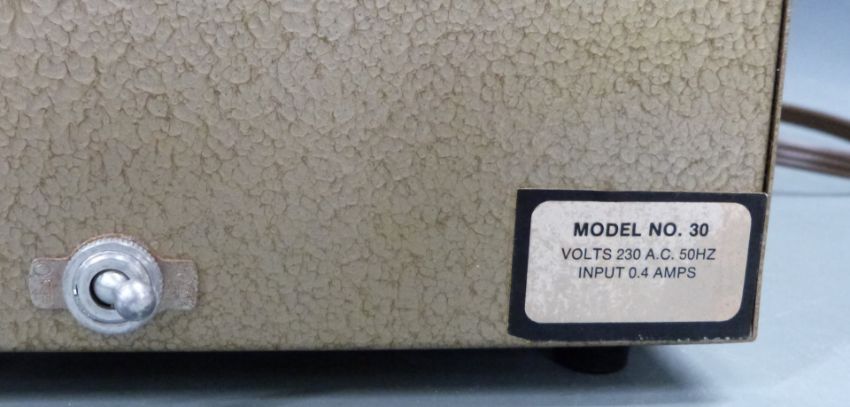 MODEL NO. 30
VOLTS 230 A.C. 50HZ
INPUT 0.4 AMPS